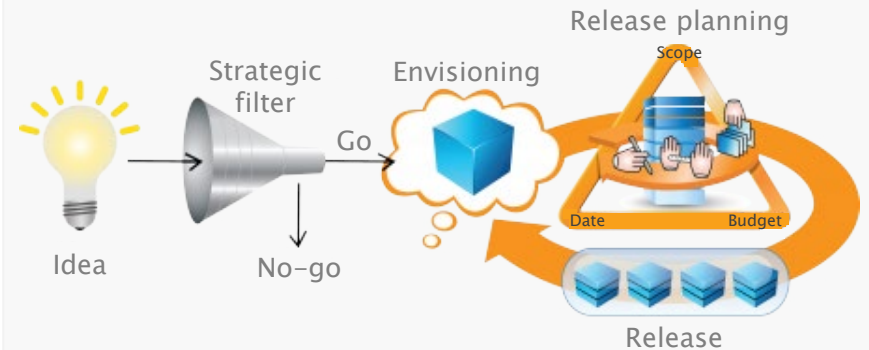 Release planning
Scope
Strategic
filter
Envisioning
Go
Date
Budget
Idea
No-go
Release